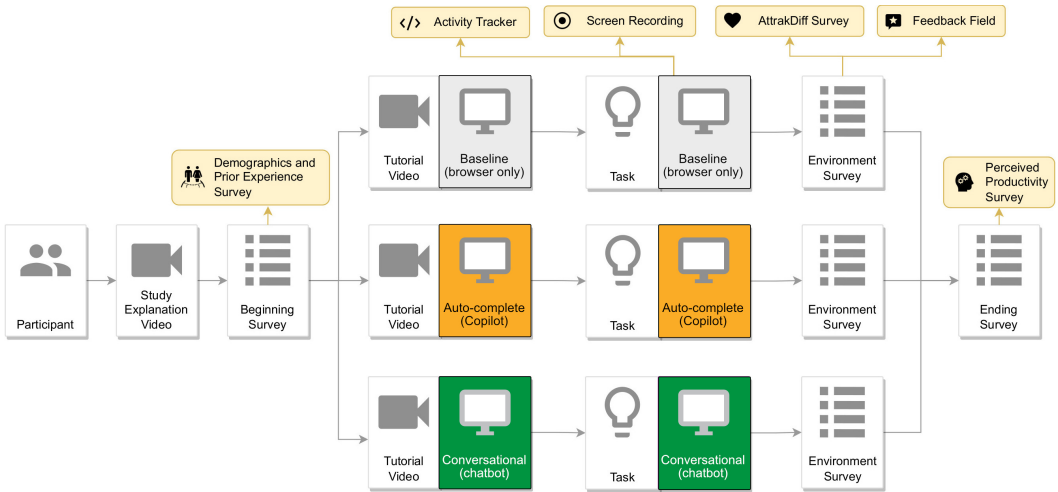 Activity Tracker
Screen Recording
AttrakDiff Survey
Feedback Field
Tutorial
Video
Baseline
(browser only)
Task
Baseline
(browser only)
Environment
Survey
Demographics and
Prior Experience
Survey
Perceived
Productivity
Survey
Participant
Study
Explanation
Video
Beginning
Survey
Tutorial
Video
Auto-complete
(Copilot)
Task
Auto-complete
(Copilot)
Environment
Survey
Ending
Survey
Tutorial
Video
Conversational
(chatbot)
Task
Conversational
(chatbot)
Environment
Survey